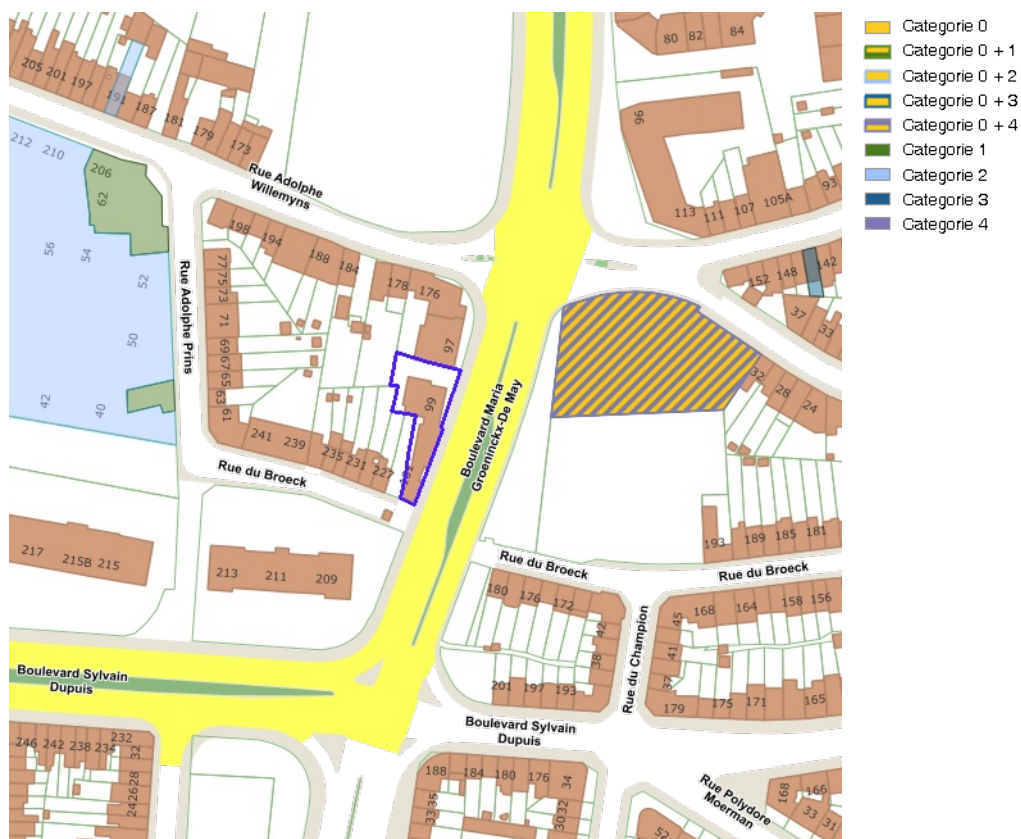 Categorie 0
Categorie 0 + 1
Categorie 0 + 2
Categorie 0 + 3
Categorie 0 + 4
Categorie 1
Categorie 2
Categorie 3
Categorie 4
80 82 84
205 201 197 191 187 181 179 173
96
113 111 107 105A 93
Rue Adolphe
Willemyns
212 210 206
62
56 54 52 50
42 40
198 194 188 184 178 176
Rue Adolphe Prins
77 75 73 71 69 67 65 63 61
97
99
152 148 142
37 33
32 28 24
Boulevard Maria
Groeninckx-De May
241 239 235 231 227
Rue du Broeck
217 215B 215
213 211 209
193 189 185 181
Rue du Broeck
Rue du Broeck
180 176 172
42
38
201 197 193
Rue du Champion
45
41
37
168 164 158 156
179 175 171 165
Boulevard Sylvain
Dupuis
Boulevard Sylvain
Dupuis
246 242 238 234 232
32
28
26
24
188 184 180 176 34
35
33
32
30
Rue Polydore
Moerman
168 166
33 31
52